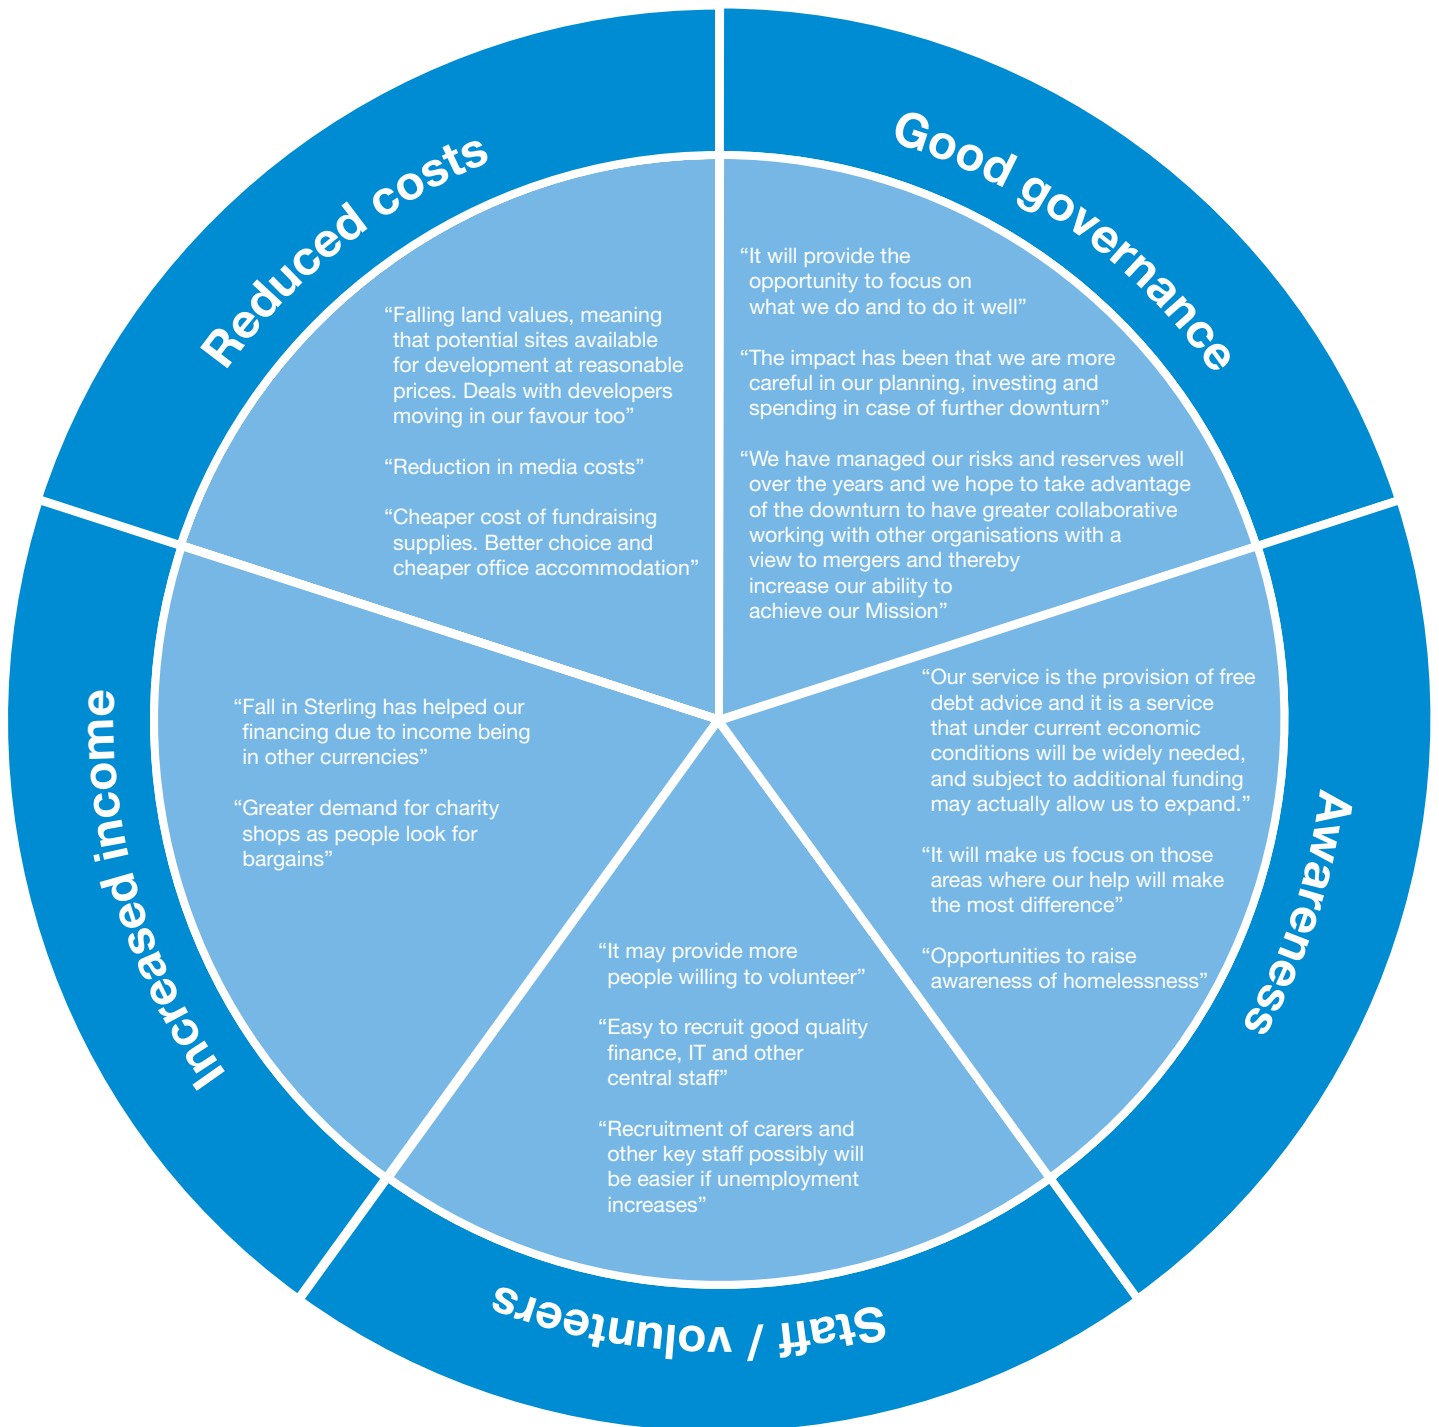 Good governance
“It will provide the
opportunity to focus on
what we do and to do it well”
“The impact has been that we are more
careful in our planning, investing and
spending in case of further downturn”
“We have managed our risks and reserves well
over the years and we hope to take advantage
of the downturn to have greater collaborative
working with other organisations with a
view to mergers and thereby
increase our ability to
achieve our Mission”
Awareness
“Our service is the provision of free
debt advice and it is a service
that under current economic
conditions will be widely needed,
and subject to additional funding
may actually allow us to expand.”
“It will make us focus on those
areas where our help will make
the most difference”
“Opportunities to raise
awareness of homelessness”
Staff / volunteers
“It may provide more
people willing to volunteer”
“Easy to recruit good quality
finance, IT and other
central staff”
“Recruitment of carers and
other key staff possibly will
be easier if unemployment
increases”
Increased income
“Fall in Sterling has helped our
financing due to income being
in other currencies”
“Greater demand for charity
shops as people look for
bargains”
Reduced costs
“Falling land values, meaning
that potential sites available
for development at reasonable
prices. Deals with developers
moving in our favour too”
“Reduction in media costs”
“Cheaper cost of fundraising
supplies. Better choice and
cheaper office accommodation”